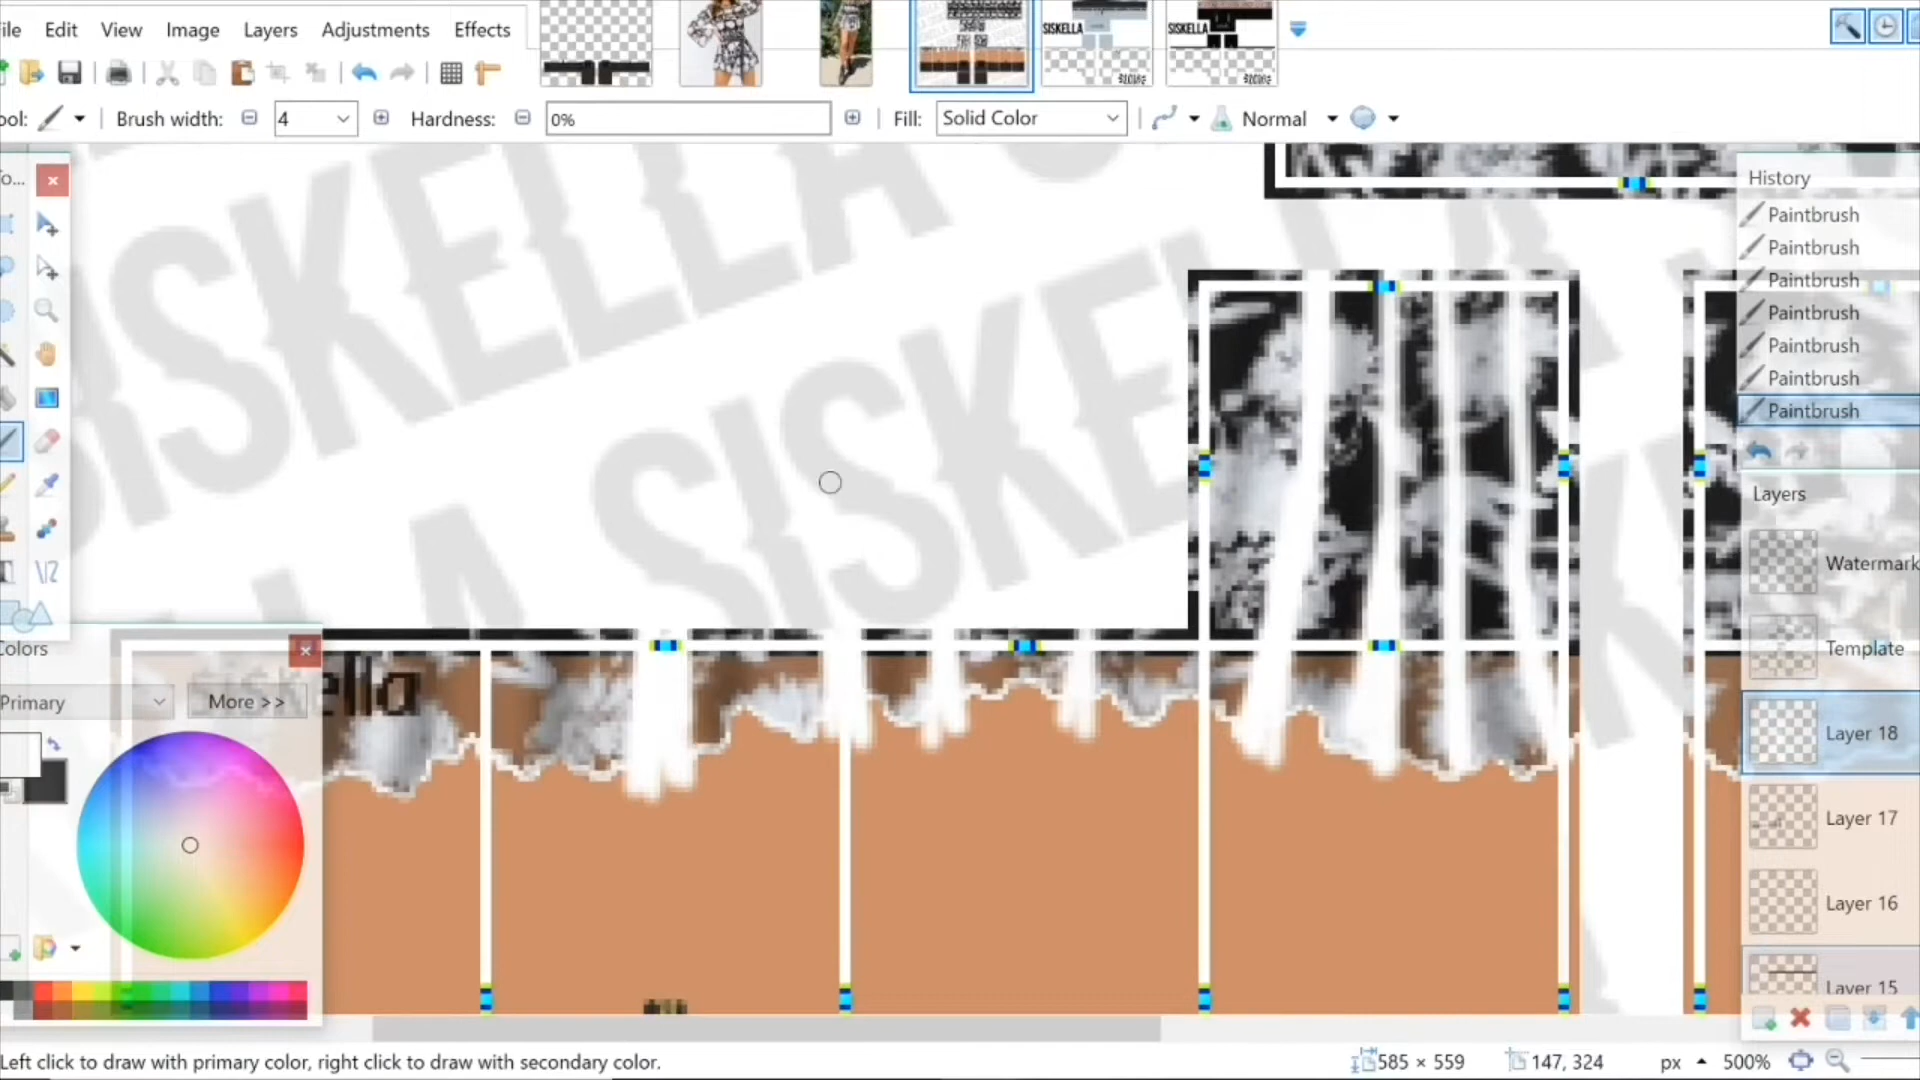 ile Edit View Image Layers Adjustments Effects
SISKELLA
SISKELLA
ool: Brush width: 4 Hardness: 0% Fill: Solid Color Normal
o...
History
Paintbrush
Paintbrush
Paintbrush
Paintbrush
Paintbrush
Paintbrush
Paintbrush
SISKELLA
SISKELLA
Layers
Watermark
Template
Layer 18
Layer 17
Layer 16
Layer 15
Colors
Primary
More >>
ella
Left click to draw with primary color, right click to draw with secondary color.
585 × 559
147, 324
px
500%